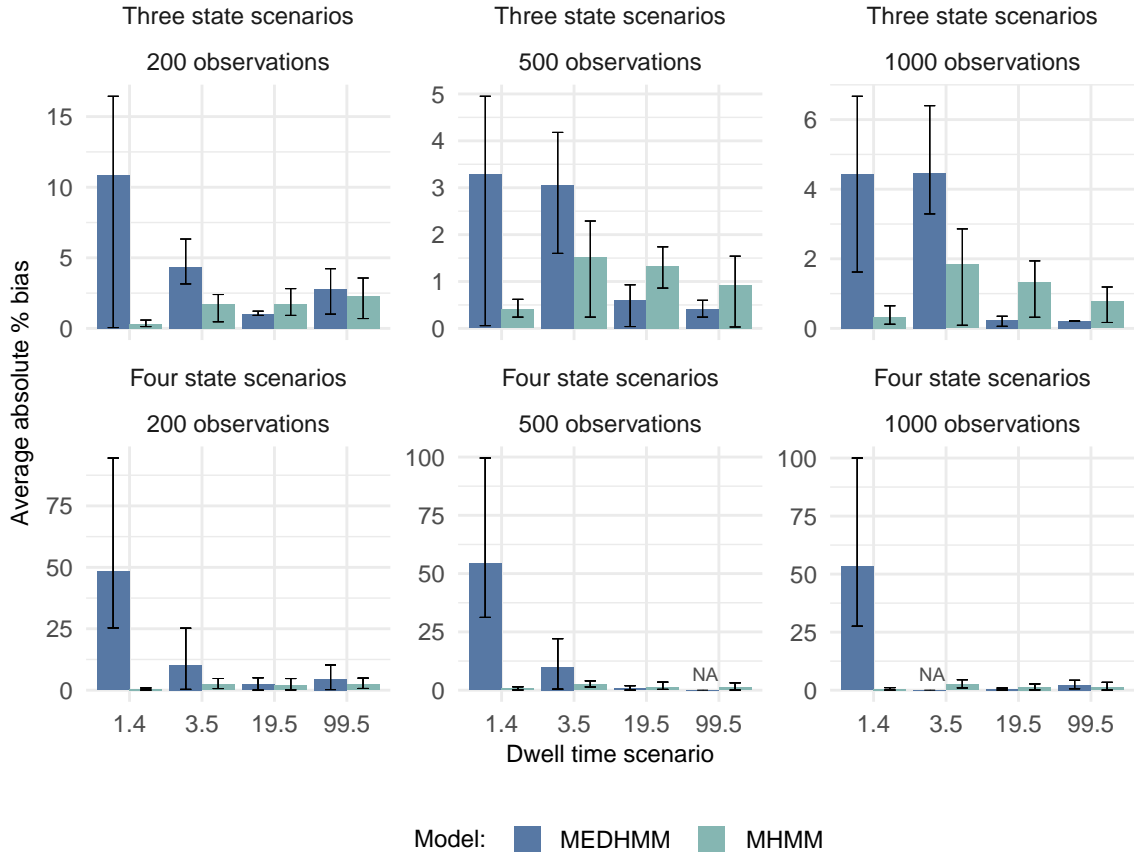 Three state scenarios
Three state scenarios
Three state scenarios
200 observations
500 observations
1000 observations
15
10
5
0
5
4
3
2
1
0
6
4
2
0
Average absolute % bias
Four state scenarios
Four state scenarios
Four state scenarios
200 observations
500 observations
1000 observations
75
50
25
0
100
75
50
25
0
NA
100
75
50
25
0
NA
1.4 3.5 19.5 99.5
1.4 3.5 19.5 99.5
1.4 3.5 19.5 99.5
Dwell time scenario
Model: MEDHMM MHMM